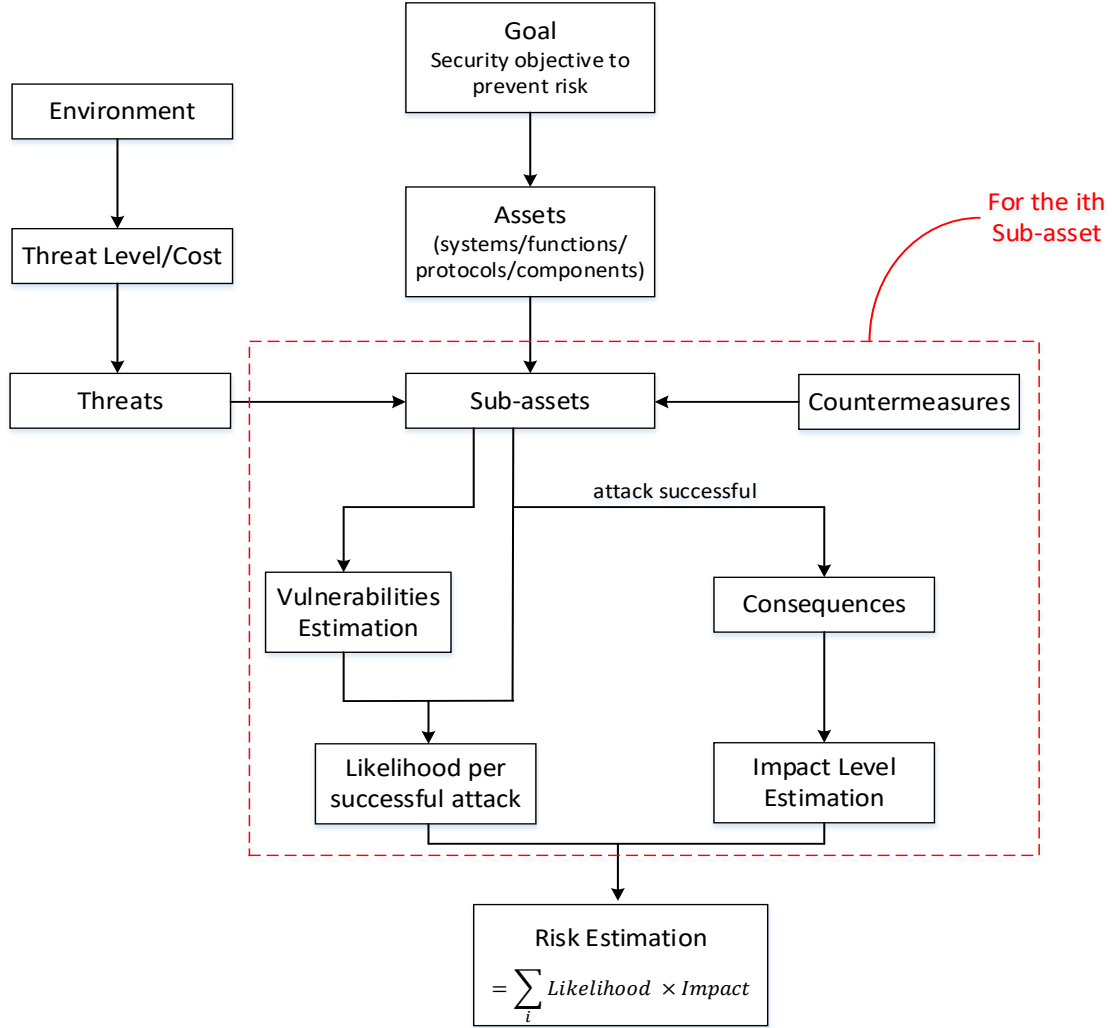 Goal
Security objective to
prevent risk
Environment
Assets
(systems/functions/
protocols/components)
For the ith
Sub-asset
Threat Level/Cost
Threats
Sub-assets
Countermeasures
attack successful
Vulnerabilities
Estimation
Consequences
Likelihood per
successful attack
Impact Level
Estimation
Risk Estimation
= ∑ Likelihood × Impact
i